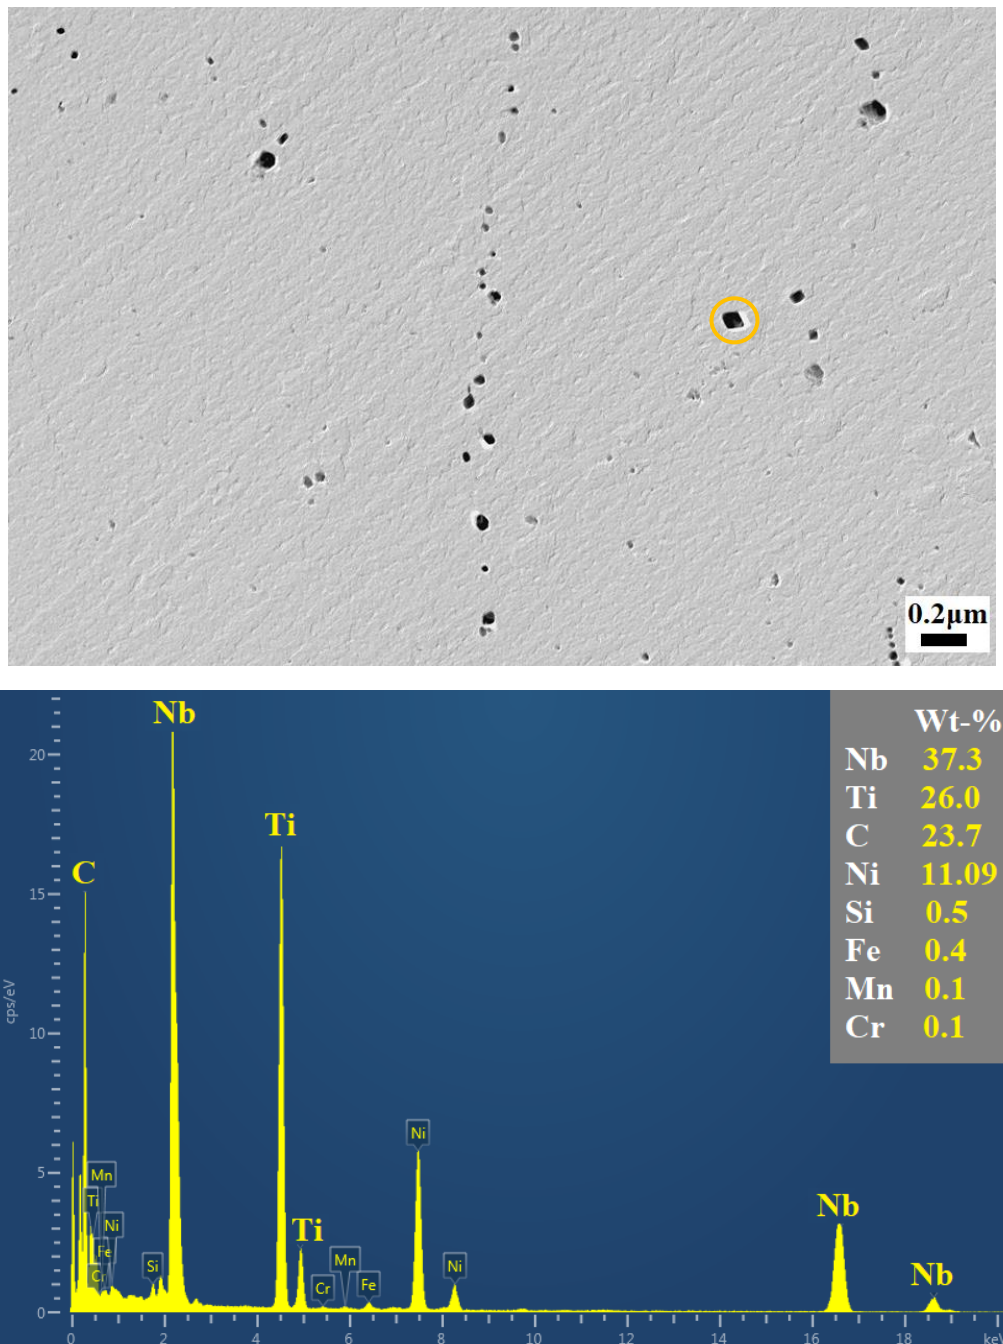 0.2μm
Wt-%
Nb 37.3
Ti 26.0
C 23.7
Ni 11.09
Si 0.5
Fe 0.4
Mn 0.1
Cr 0.1
Nb
Ti
C
Ni
Mn
Ti
Ni
Fe
Cr
Si
Ti
Cr
Mn
Fe
Ni
Nb
Nb
cps/eV
20
15
10
5
0
0 2 4 6 8 10 12 14 16 18